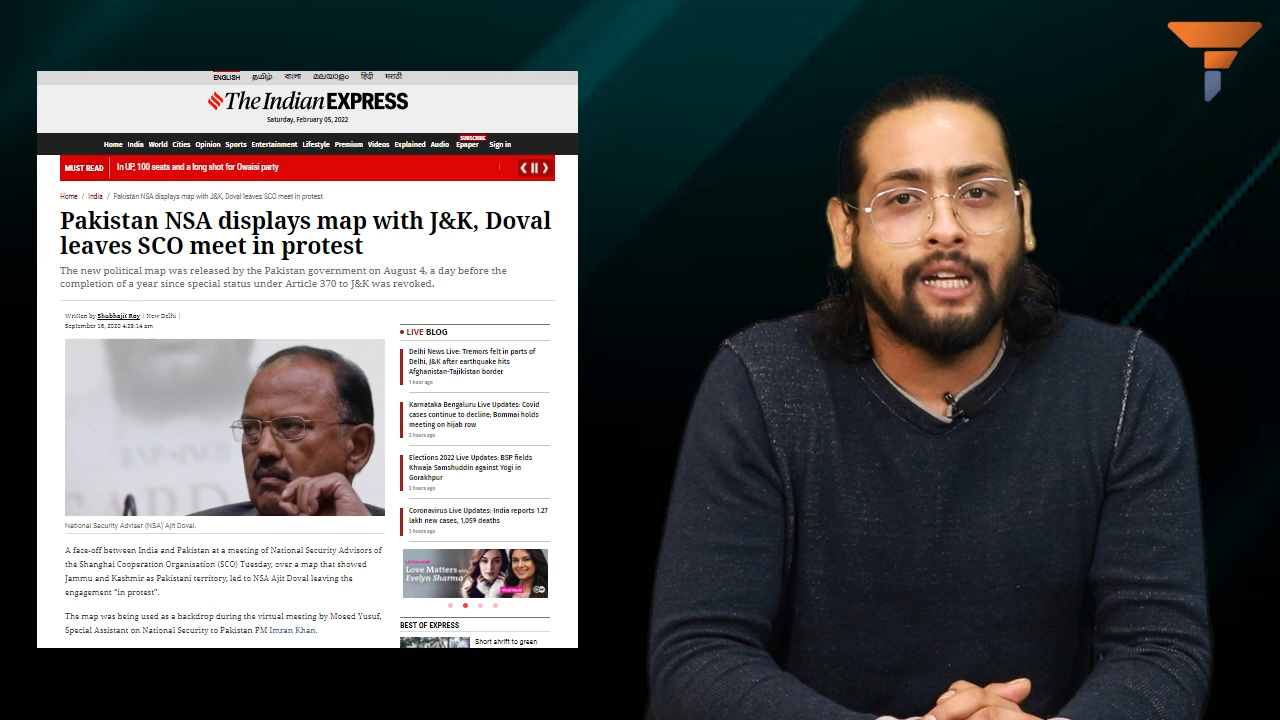 ENGLISH தமிழ் বাংলা മലയാളം हिंदी मराठी
The Indian EXPRESS
Saturday, February 05, 2022
SUBSCRIBE
Home India World Cities Opinion Sports Entertainment Lifestyle Premium Videos Explained Audio Epaper Sign in
MUST READ In UP, 100 seats and a long shot for Owaisi party
Home / India / Pakistan NSA displays map with J&K, Doval leaves SCO meet in protest
Pakistan NSA displays map with J&K, Doval
leaves SCO meet in protest
The new political map was released by the Pakistan government on August 4, a day before the
completion of a year since special status under Article 370 to J&K was revoked.
Written by Shubhajit Roy | New Delhi |
September 16, 2020 4:29:14 am
National Security Adviser (NSA) Ajit Doval.
A face-off between India and Pakistan at a meeting of National Security Advisors of
the Shanghai Cooperation Organisation (SCO) Tuesday, over a map that showed
Jammu and Kashmir as Pakistani territory, led to NSA Ajit Doval leaving the
engagement "in protest".
The map was being used as a backdrop during the virtual meeting by Moeed Yusuf,
Special Assistant on National Security to Pakistan PM Imran Khan.
LIVE BLOG
Delhi News Live: Tremors felt in parts of
Delhi, J&K after earthquake hits
Afghanistan-Tajikistan border
1 hour ago
Karnataka Bengaluru Live Updates: Covid
cases continue to decline; Bommai holds
meeting on hijab row
2 hours ago
Elections 2022 Live Updates: BSP fields
Khwaja Samshuddin against Yogi in
Gorakhpur
2 hours ago
Coronavirus Live Updates: India reports 1.27
lakh new cases, 1,059 deaths
3 hours ago
LISTEN NOW
Love Matters with
Evelyn Sharma
DW
BEST OF EXPRESS
Short shrift to green